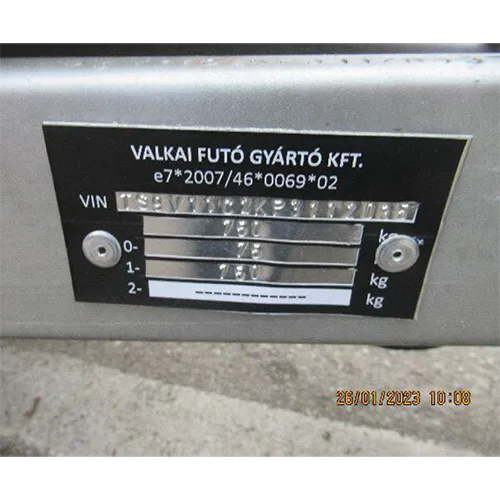 VALKAI FUTÓ GYÁRTÓ KFT.
e7*2007/46*0069*02
VIN
750 kg
0- 75
1- 750 kg
2- ----------- kg
26/01/2023 10:08